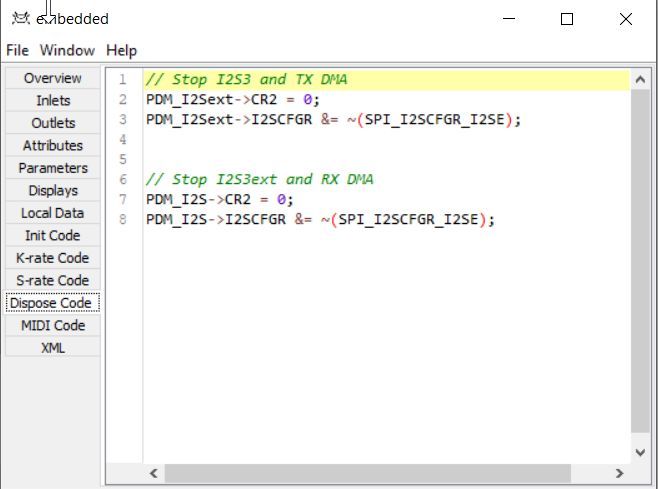 embedded
File Window Help
Overview
Inlets
Outlets
Attributes
Parameters
Displays
Local Data
Init Code
K-rate Code
S-rate Code
Dispose Code
MIDI Code
XML
1 // Stop I2S3 and TX DMA
2 PDM_I2Sext->CR2 = 0;
3 PDM_I2Sext->I2SCFGR &= ~(SPI_I2SCFGR_I2SE);
4
5
6 // Stop I2S3ext and RX DMA
7 PDM_I2S->CR2 = 0;
8 PDM_I2S->I2SCFGR &= ~(SPI_I2SCFGR_I2SE);